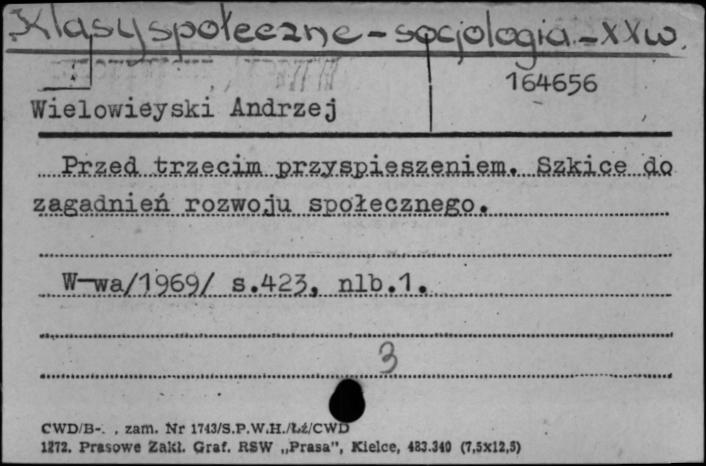 Klasy społeczne - socjologia - XX w.
164656
Wielowieyski Andrzej
Przed trzecim przyspieszeniem. Szkice do
zagadnień rozwoju społecznego.
W-wa/1969/ s.423, nlb.1.
3
CWD/B-. , zam. Nr 1743/S.P.W.H./Łź/CWD
1272. Prasowe Zakł. Graf. RSW „Prasa", Kielce, 483.340 (7,5x12,5)